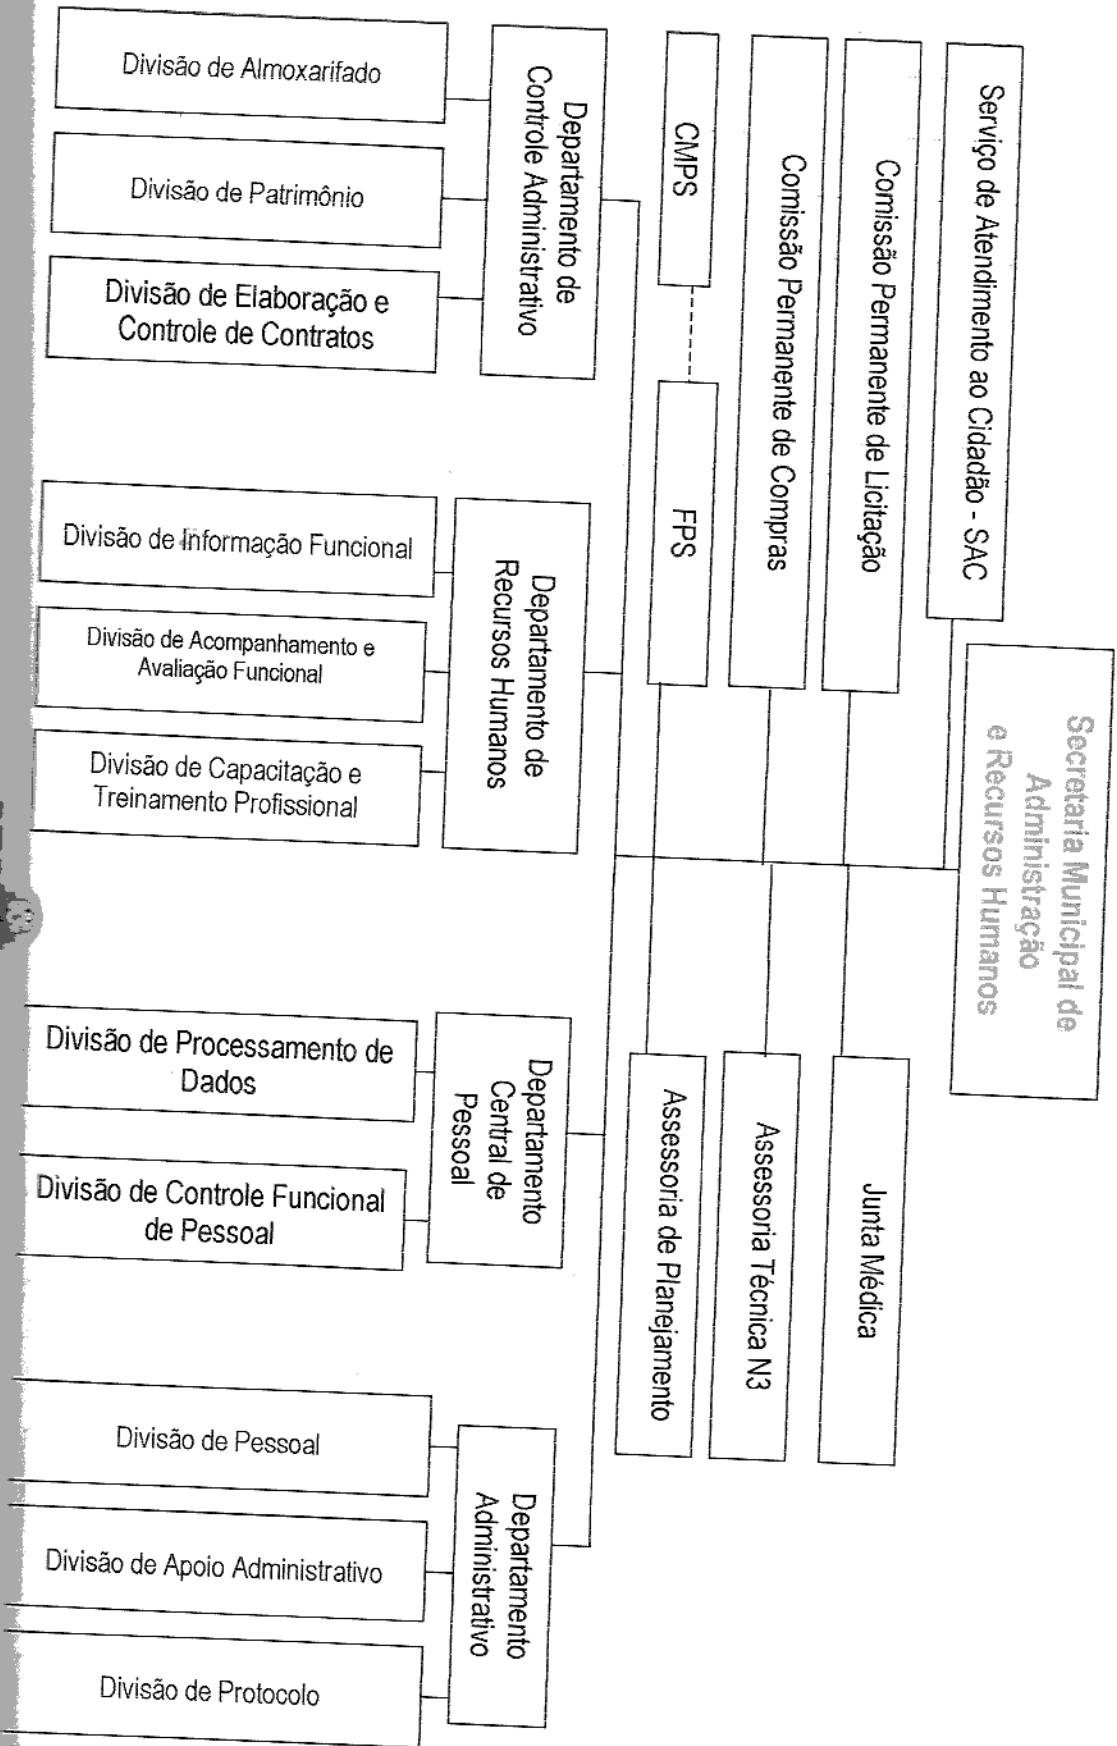 Secretaria Municipal de
Administração
e Recursos Humanos
Serviço de Atendimento ao Cidadão - SAC
Comissão Permanente de Licitação
Junta Médica
Comissão Permanente de Compras
Assessoria Técnica N3
CMPS
FPS
Assessoria de Planejamento
Departamento de
Controle Administrativo
Divisão de Almoxarifado
Divisão de Patrimônio
Divisão de Elaboração e
Controle de Contratos
Departamento de
Recursos Humanos
Divisão de Informação Funcional
Divisão de Acompanhamento e
Avaliação Funcional
Divisão de Capacitação e
Treinamento Profissional
Departamento
Central de
Pessoal
Divisão de Processamento de
Dados
Divisão de Controle Funcional
de Pessoal
Departamento
Administrativo
Divisão de Pessoal
Divisão de Apoio Administrativo
Divisão de Protocolo